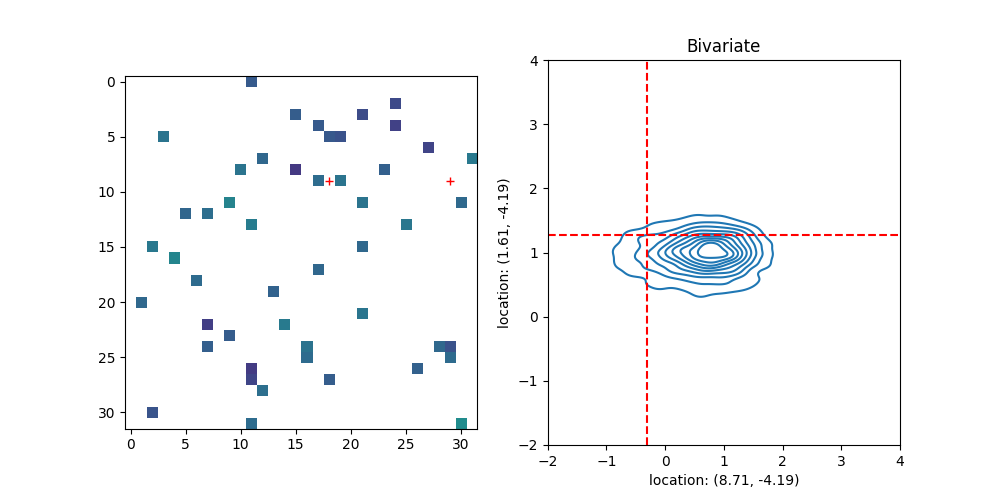 Bivariate
0
5
10
15
20
25
30
0 5 10 15 20 25 30
location: (1.61, -4.19)
4
3
2
1
0
−1
−2
−2 −1 0 1 2 3 4
location: (8.71, -4.19)